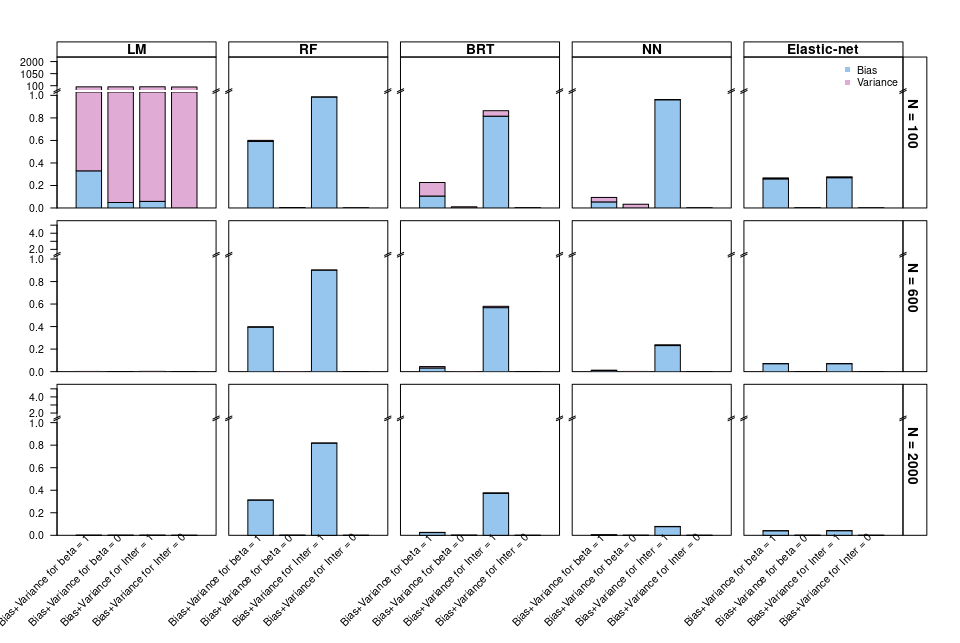 LM RF BRT NN Elastic-net
2000
1050
100
1.0
0.8
0.6
0.4
0.2
0.0
Bias
Variance
N = 100
4.0
2.0
1.0
0.8
0.6
0.4
0.2
0.0
N = 600
4.0
2.0
1.0
0.8
0.6
0.4
0.2
0.0
N = 2000
Bias+Variance for beta = 1
Bias+Variance for beta = 0
Bias+Variance for Inter = 1
Bias+Variance for Inter = 0
Bias+Variance for beta = 1
Bias+Variance for beta = 0
Bias+Variance for Inter = 1
Bias+Variance for Inter = 0
Bias+Variance for beta = 1
Bias+Variance for beta = 0
Bias+Variance for Inter = 1
Bias+Variance for Inter = 0
Bias+Variance for beta = 1
Bias+Variance for beta = 0
Bias+Variance for Inter = 1
Bias+Variance for Inter = 0
Bias+Variance for beta = 1
Bias+Variance for beta = 0
Bias+Variance for Inter = 1
Bias+Variance for Inter = 0